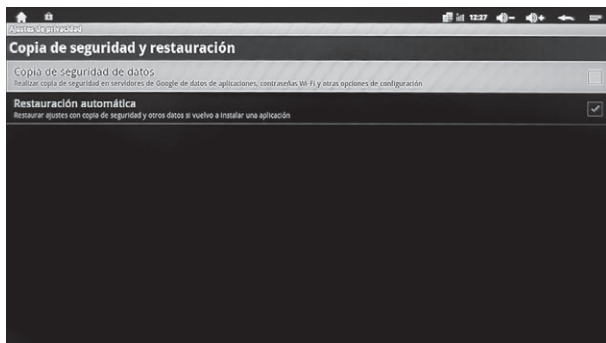 12:27
Ajustes de privacidad
Copia de seguridad y restauración
Copia de seguridad de datos
Realizar copia de seguridad en servidores de Google de datos de aplicaciones, contraseñas Wi-Fi y otras opciones de configuración
Restauración automática
Restaurar ajustes con copia de seguridad y otros datos si vuelvo a instalar una aplicación